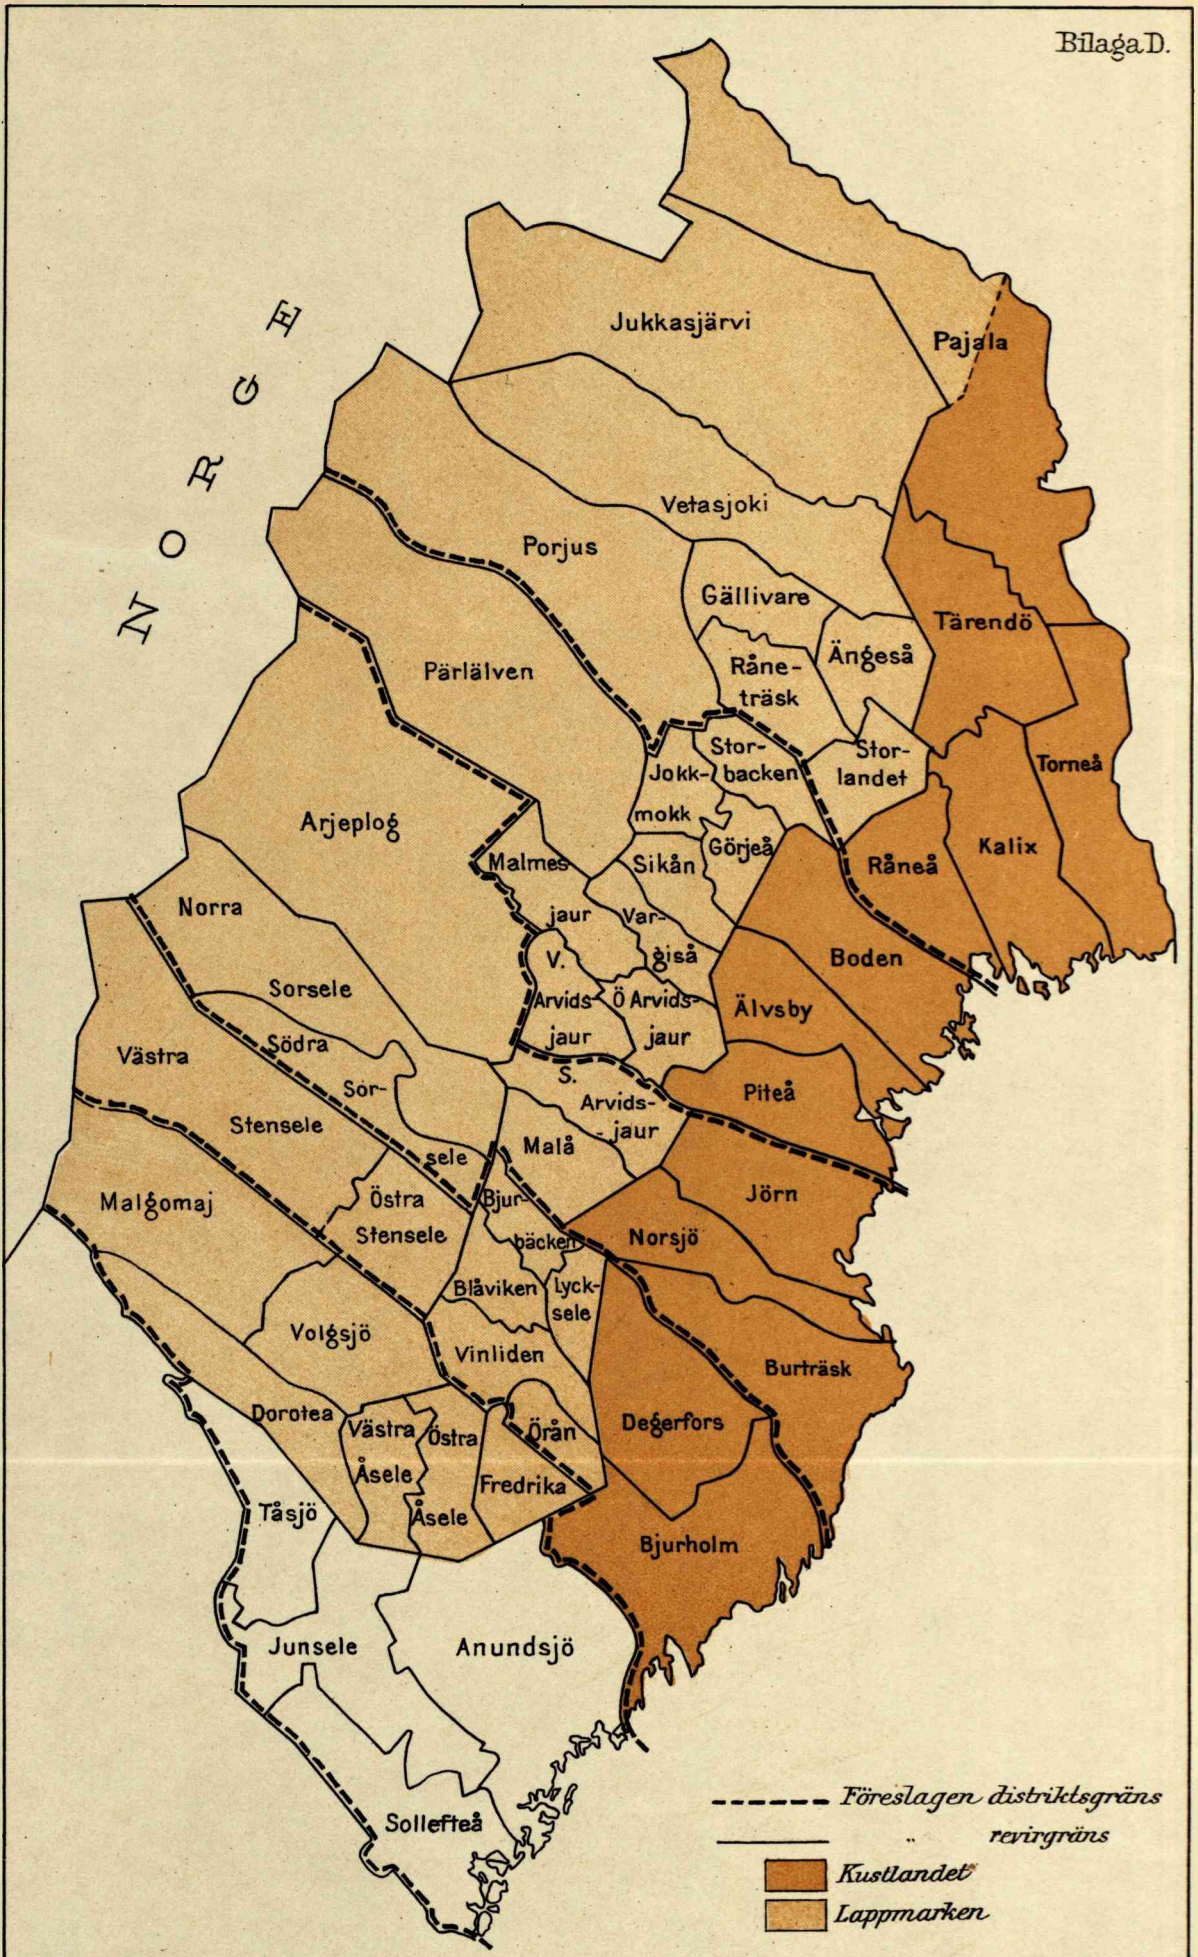 Bilaga D.
NORGE
Jukkasjärvi
Pajala
Vetasjoki
Porjus
Gällivare
Tärendö
Ängeså
Råne-
träsk
Pärlälven
Stor-
backen
Stor-
landet
Torneå
Jokk-
mokk
Arjeplog
Görjeå
Kalix
Malmes
jaur
Sikån
Råneå
Norra
Sorsele
Var-
giså
Boden
V.
Arvids-
jaur
Ö Arvids-
jaur
Älvsby
Södra
Sor-
sele
Västra
Stensele
S.
Arvids-
-jaur
Piteå
Malå
Östra
Stensele
Bjur-
bäcken
Jörn
Malgomaj
Norsjö
Blåviken
Lyck-
sele
Volgsjö
Vinliden
Burträsk
Dorotea
Västra
Åsele
Östra
Åsele
Örån
Degerfors
Fredrika
Tåsjö
Bjurholm
Junsele
Anundsjö
Sollefteå
Föreslagen distriktsgräns
" revirgräns
Kustlandet
Lappmarken